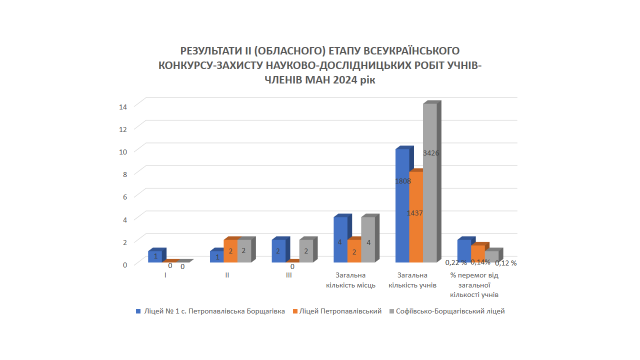 РЕЗУЛЬТАТИ ІІ (ОБЛАСНОГО) ЕТАПУ ВСЕУКРАЇНСЬКОГО
КОНКУРСУ-ЗАХИСТУ НАУКОВО-ДОСЛІДНИЦЬКИХ РОБІТ УЧНІВ-
ЧЛЕНІВ МАН 2024 рік
14
12
10
8
6
4
2
0
1 0 0
1 2 2
2 0 2
4 2 4
1808 1437 3426
0,22 % 0,14% 0,12 %
І
ІІ
ІІІ
Загальна
кількість місць
Загальна
кількість учнів
% перемог від
загальної
кількості учнів
Ліцей № 1 с. Петропавлівська Борщагівка
Ліцей Петропавлівський
Софіївсько-Борщагівський ліцей